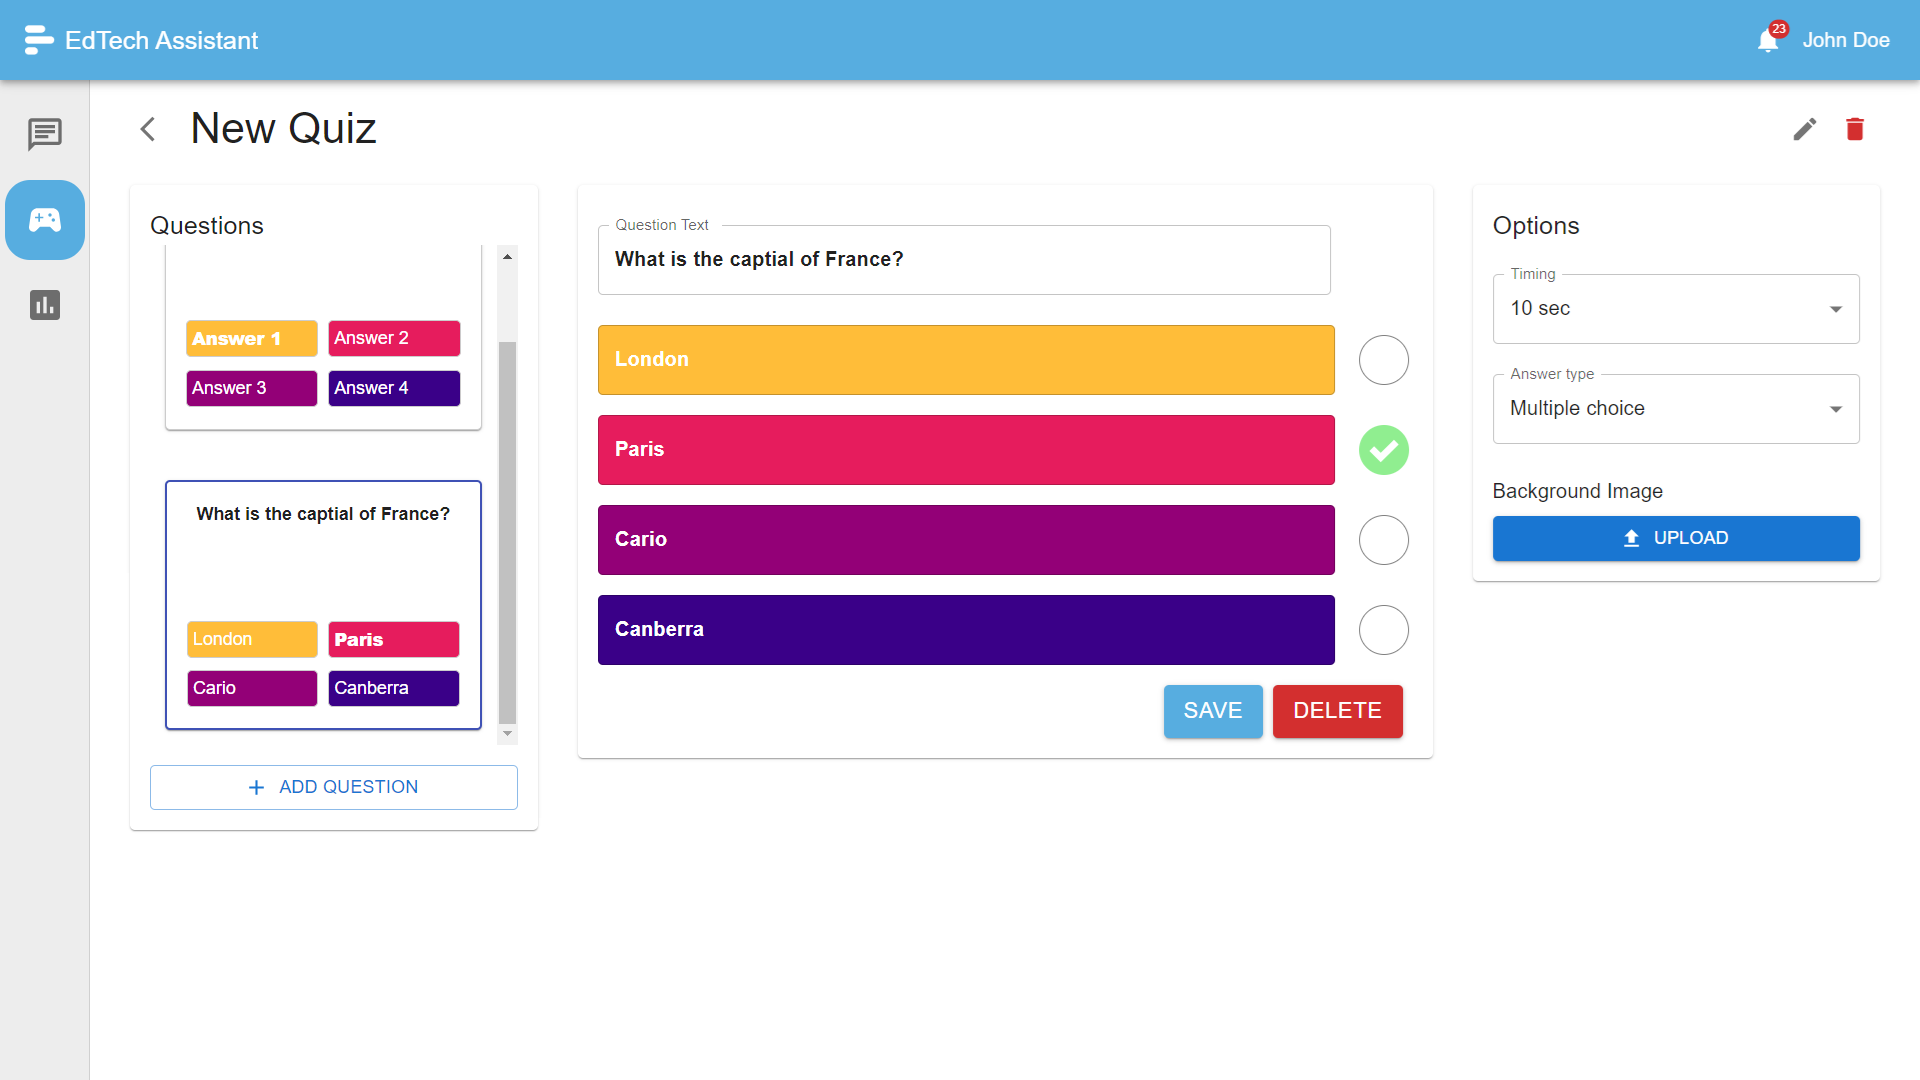 EdTech Assistant
23
John Doe
New Quiz
Questions
Answer 1
Answer 2
Answer 3
Answer 4
What is the captial of France?
London
Paris
Cario
Canberra
ADD QUESTION
Question Text
What is the captial of France?
London
Paris
Cario
Canberra
SAVE
DELETE
Options
Timing
10 sec
Answer type
Multiple choice
Background Image
UPLOAD